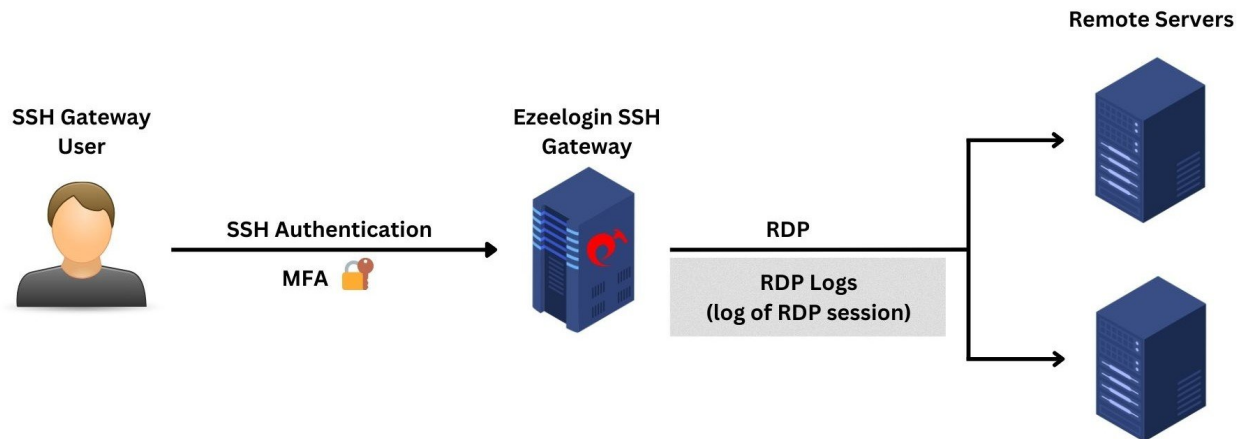 Remote Servers
SSH Gateway
User
Ezeelogin SSH
Gateway
SSH Authentication
MFA
RDP
RDP Logs
(log of RDP session)